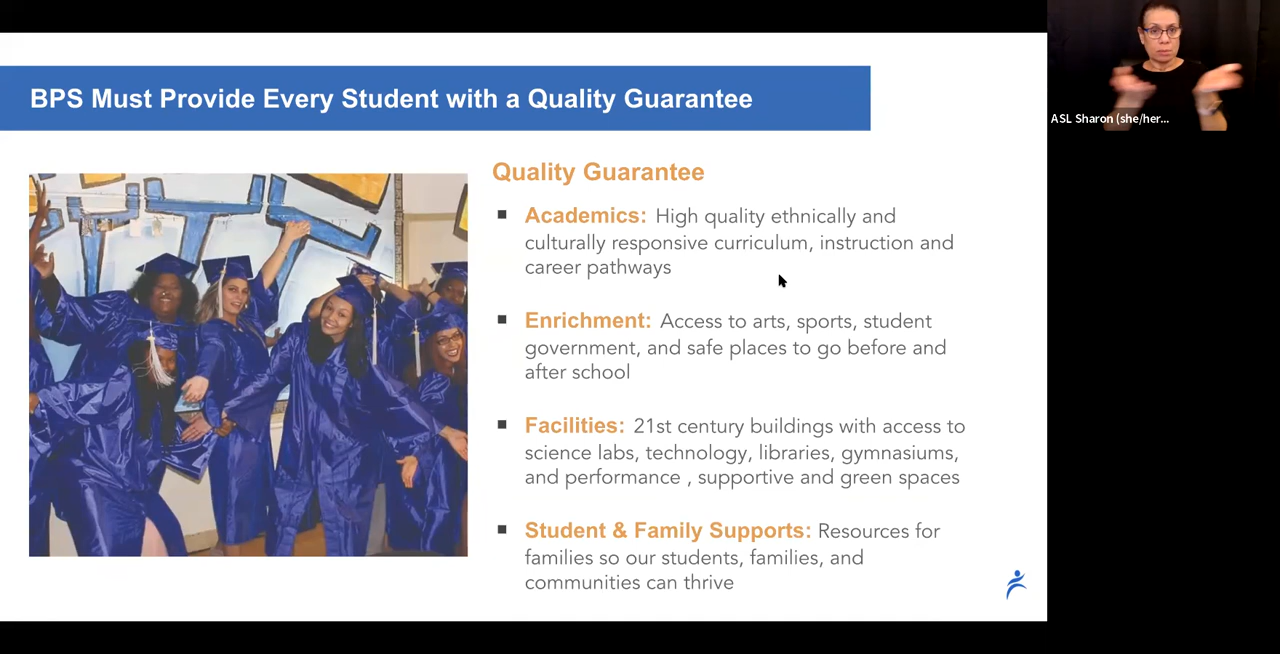 BPS Must Provide Every Student with a Quality Guarantee
ASL Sharon (she/her...
Quality Guarantee
▪ Academics: High quality ethnically and
culturally responsive curriculum, instruction and
career pathways
▪ Enrichment: Access to arts, sports, student
government, and safe places to go before and
after school
▪ Facilities: 21st century buildings with access to
science labs, technology, libraries, gymnasiums,
and performance , supportive and green spaces
▪ Student & Family Supports: Resources for
families so our students, families, and
communities can thrive